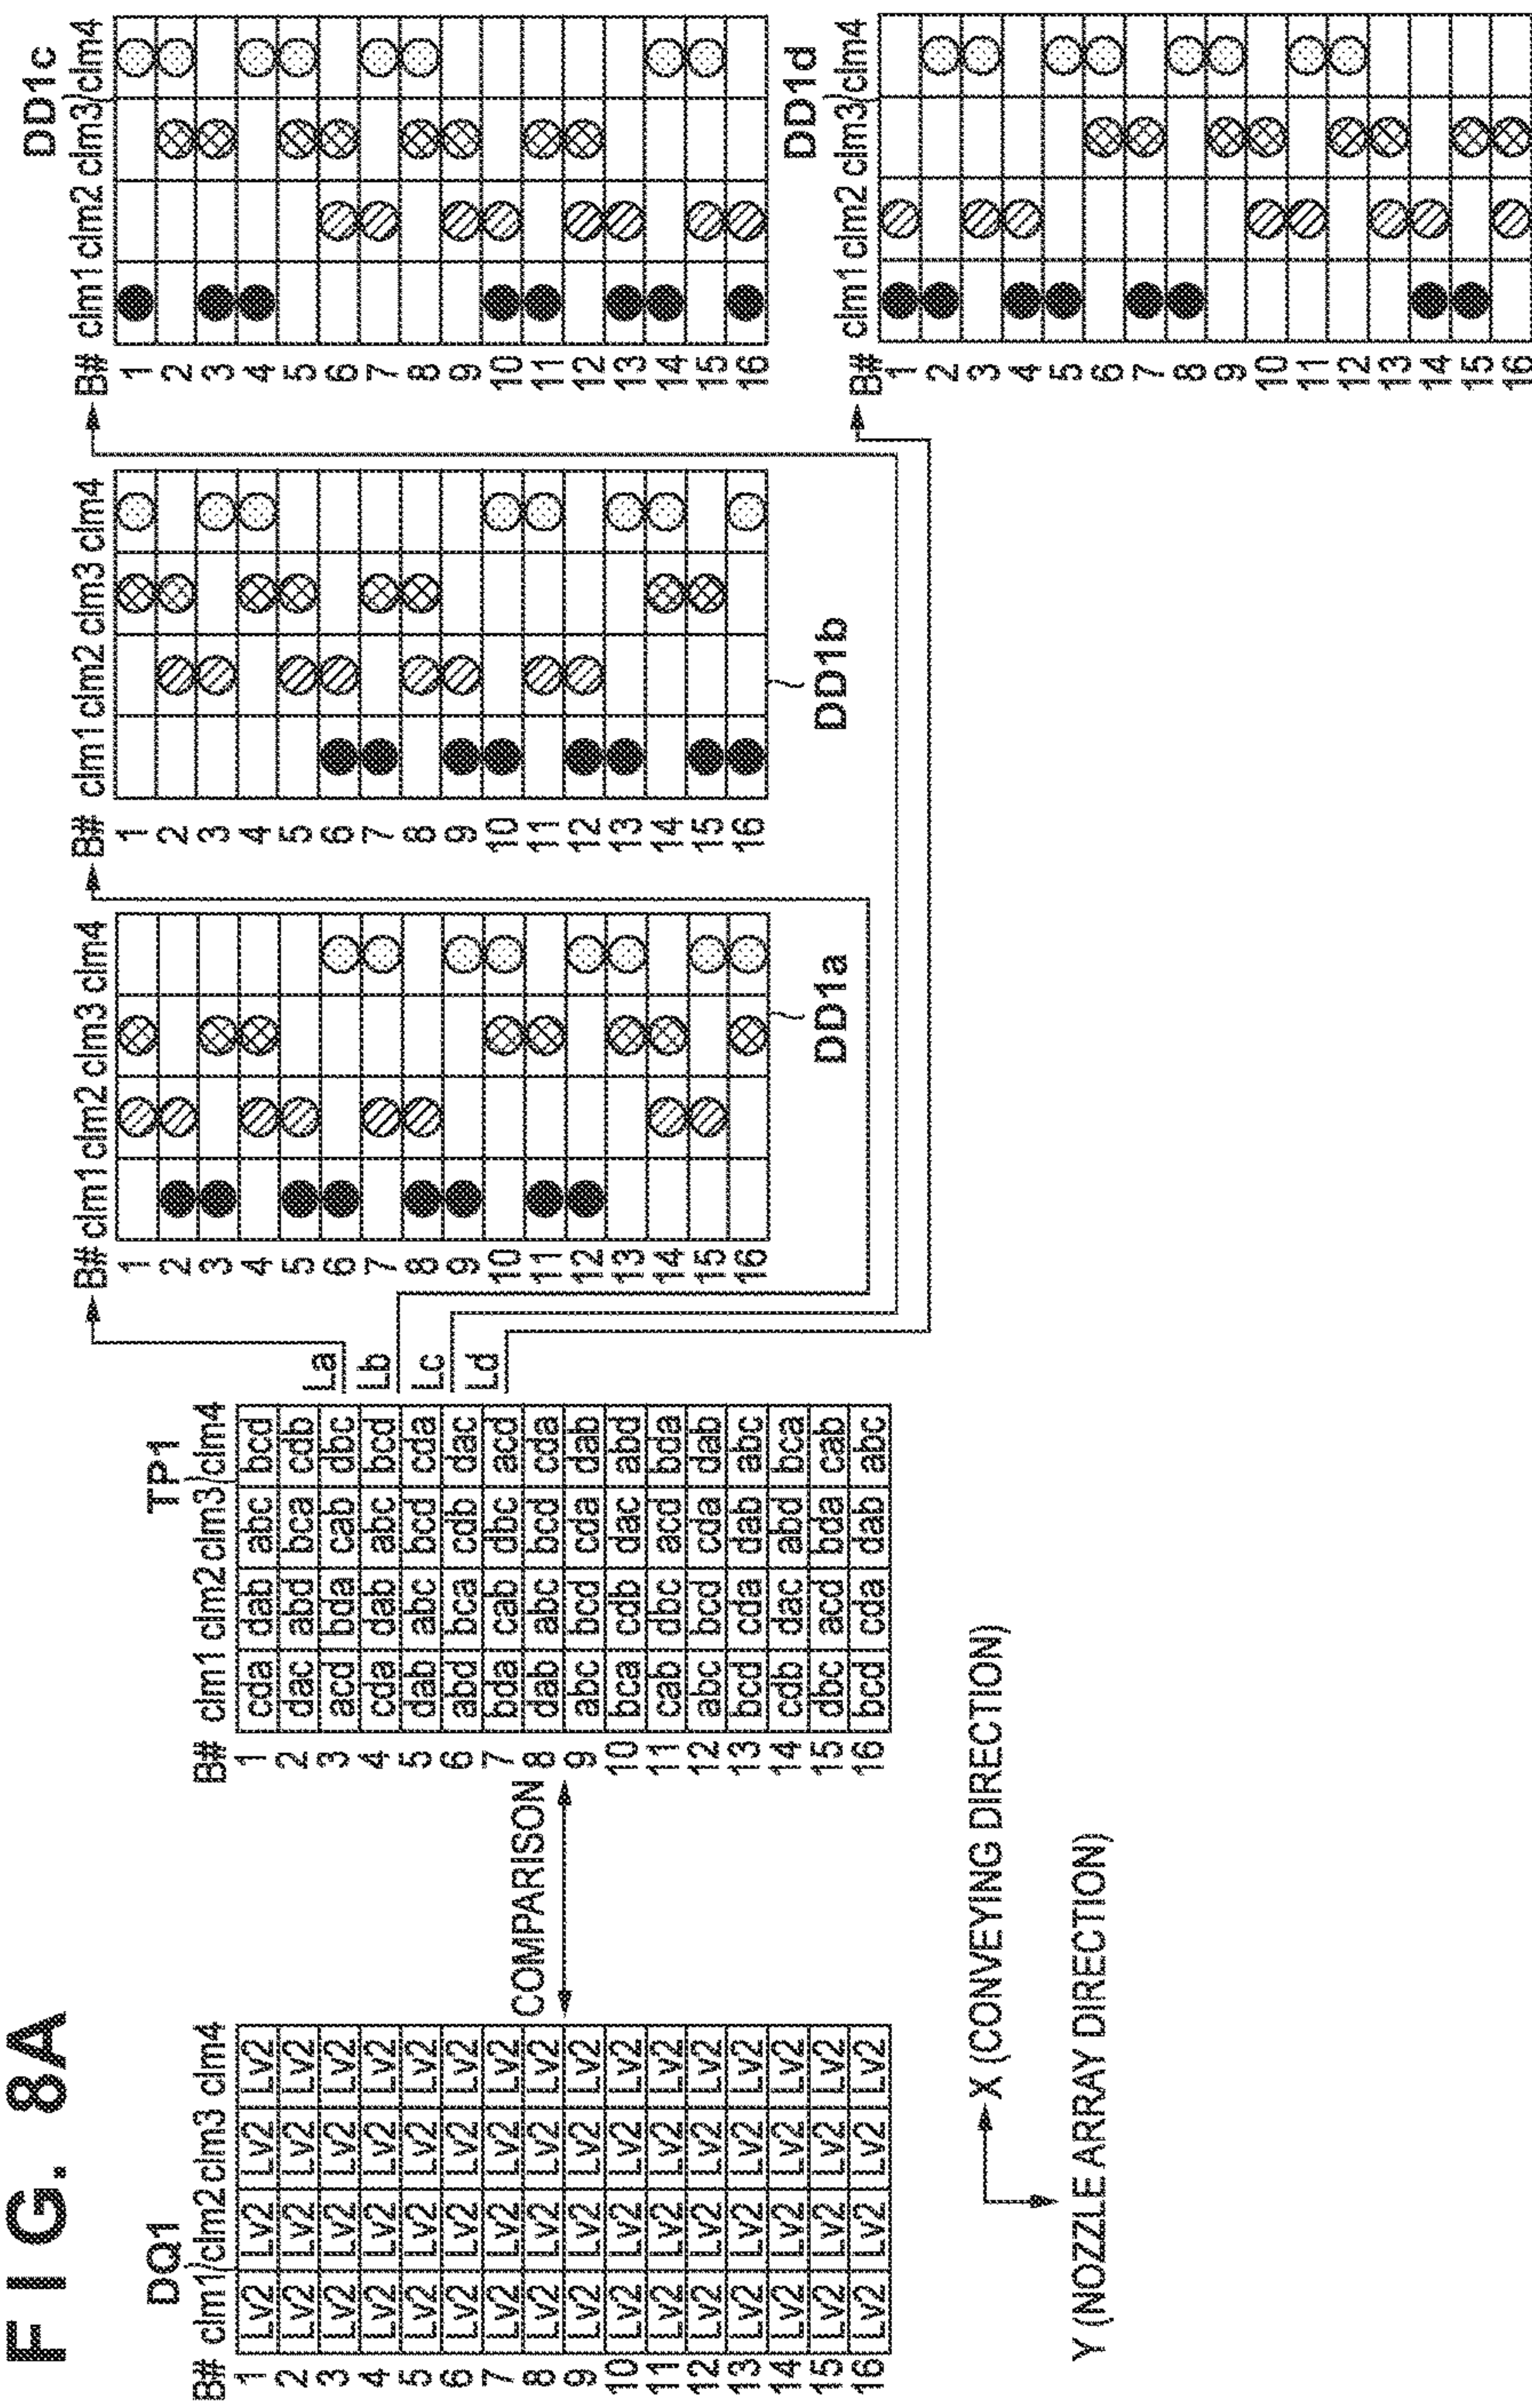 FIG. 8A
DQ1
B# clm1 clm2 clm3 clm4
1 Lv2 Lv2 Lv2 Lv2
2 Lv2 Lv2 Lv2 Lv2
3 Lv2 Lv2 Lv2 Lv2
4 Lv2 Lv2 Lv2 Lv2
5 Lv2 Lv2 Lv2 Lv2
6 Lv2 Lv2 Lv2 Lv2
7 Lv2 Lv2 Lv2 Lv2
8 Lv2 Lv2 Lv2 Lv2
9 Lv2 Lv2 Lv2 Lv2
10 Lv2 Lv2 Lv2 Lv2
11 Lv2 Lv2 Lv2 Lv2
12 Lv2 Lv2 Lv2 Lv2
13 Lv2 Lv2 Lv2 Lv2
14 Lv2 Lv2 Lv2 Lv2
15 Lv2 Lv2 Lv2 Lv2
16 Lv2 Lv2 Lv2 Lv2
COMPARISON
TP1
B# clm1 clm2 clm3 clm4
1 cda dab abc bcd
2 dac abd bca cdb
3 acd bda cab dbc
4 cda dab abc bcd
5 dab abc bcd cda
6 abd bca cdb dac
7 bda cab dbc acd
8 dab abc bcd cda
9 abc bcd cda dab
10 bca cdb dac abd
11 cab dbc acd bda
12 abc bcd cda dab
13 bcd cda dab abc
14 cdb dac abd bca
15 dbc acd bda cab
16 bcd cda dab abc
La
Lb
Lc
Ld
B# clm1 clm2 clm3 clm4
1
2
3
4
5
6
7
8
9
10
11
12
13
14
15
16
DD1a
B# clm1 clm2 clm3 clm4
1
2
3
4
5
6
7
8
9
10
11
12
13
14
15
16
DD1b
DD1c
B# clm1 clm2 clm3 clm4
1
2
3
4
5
6
7
8
9
10
11
12
13
14
15
16
DD1d
B# clm1 clm2 clm3 clm4
1
2
3
4
5
6
7
8
9
10
11
12
13
14
15
16
X (CONVEYING DIRECTION)
Y (NOZZLE ARRAY DIRECTION)